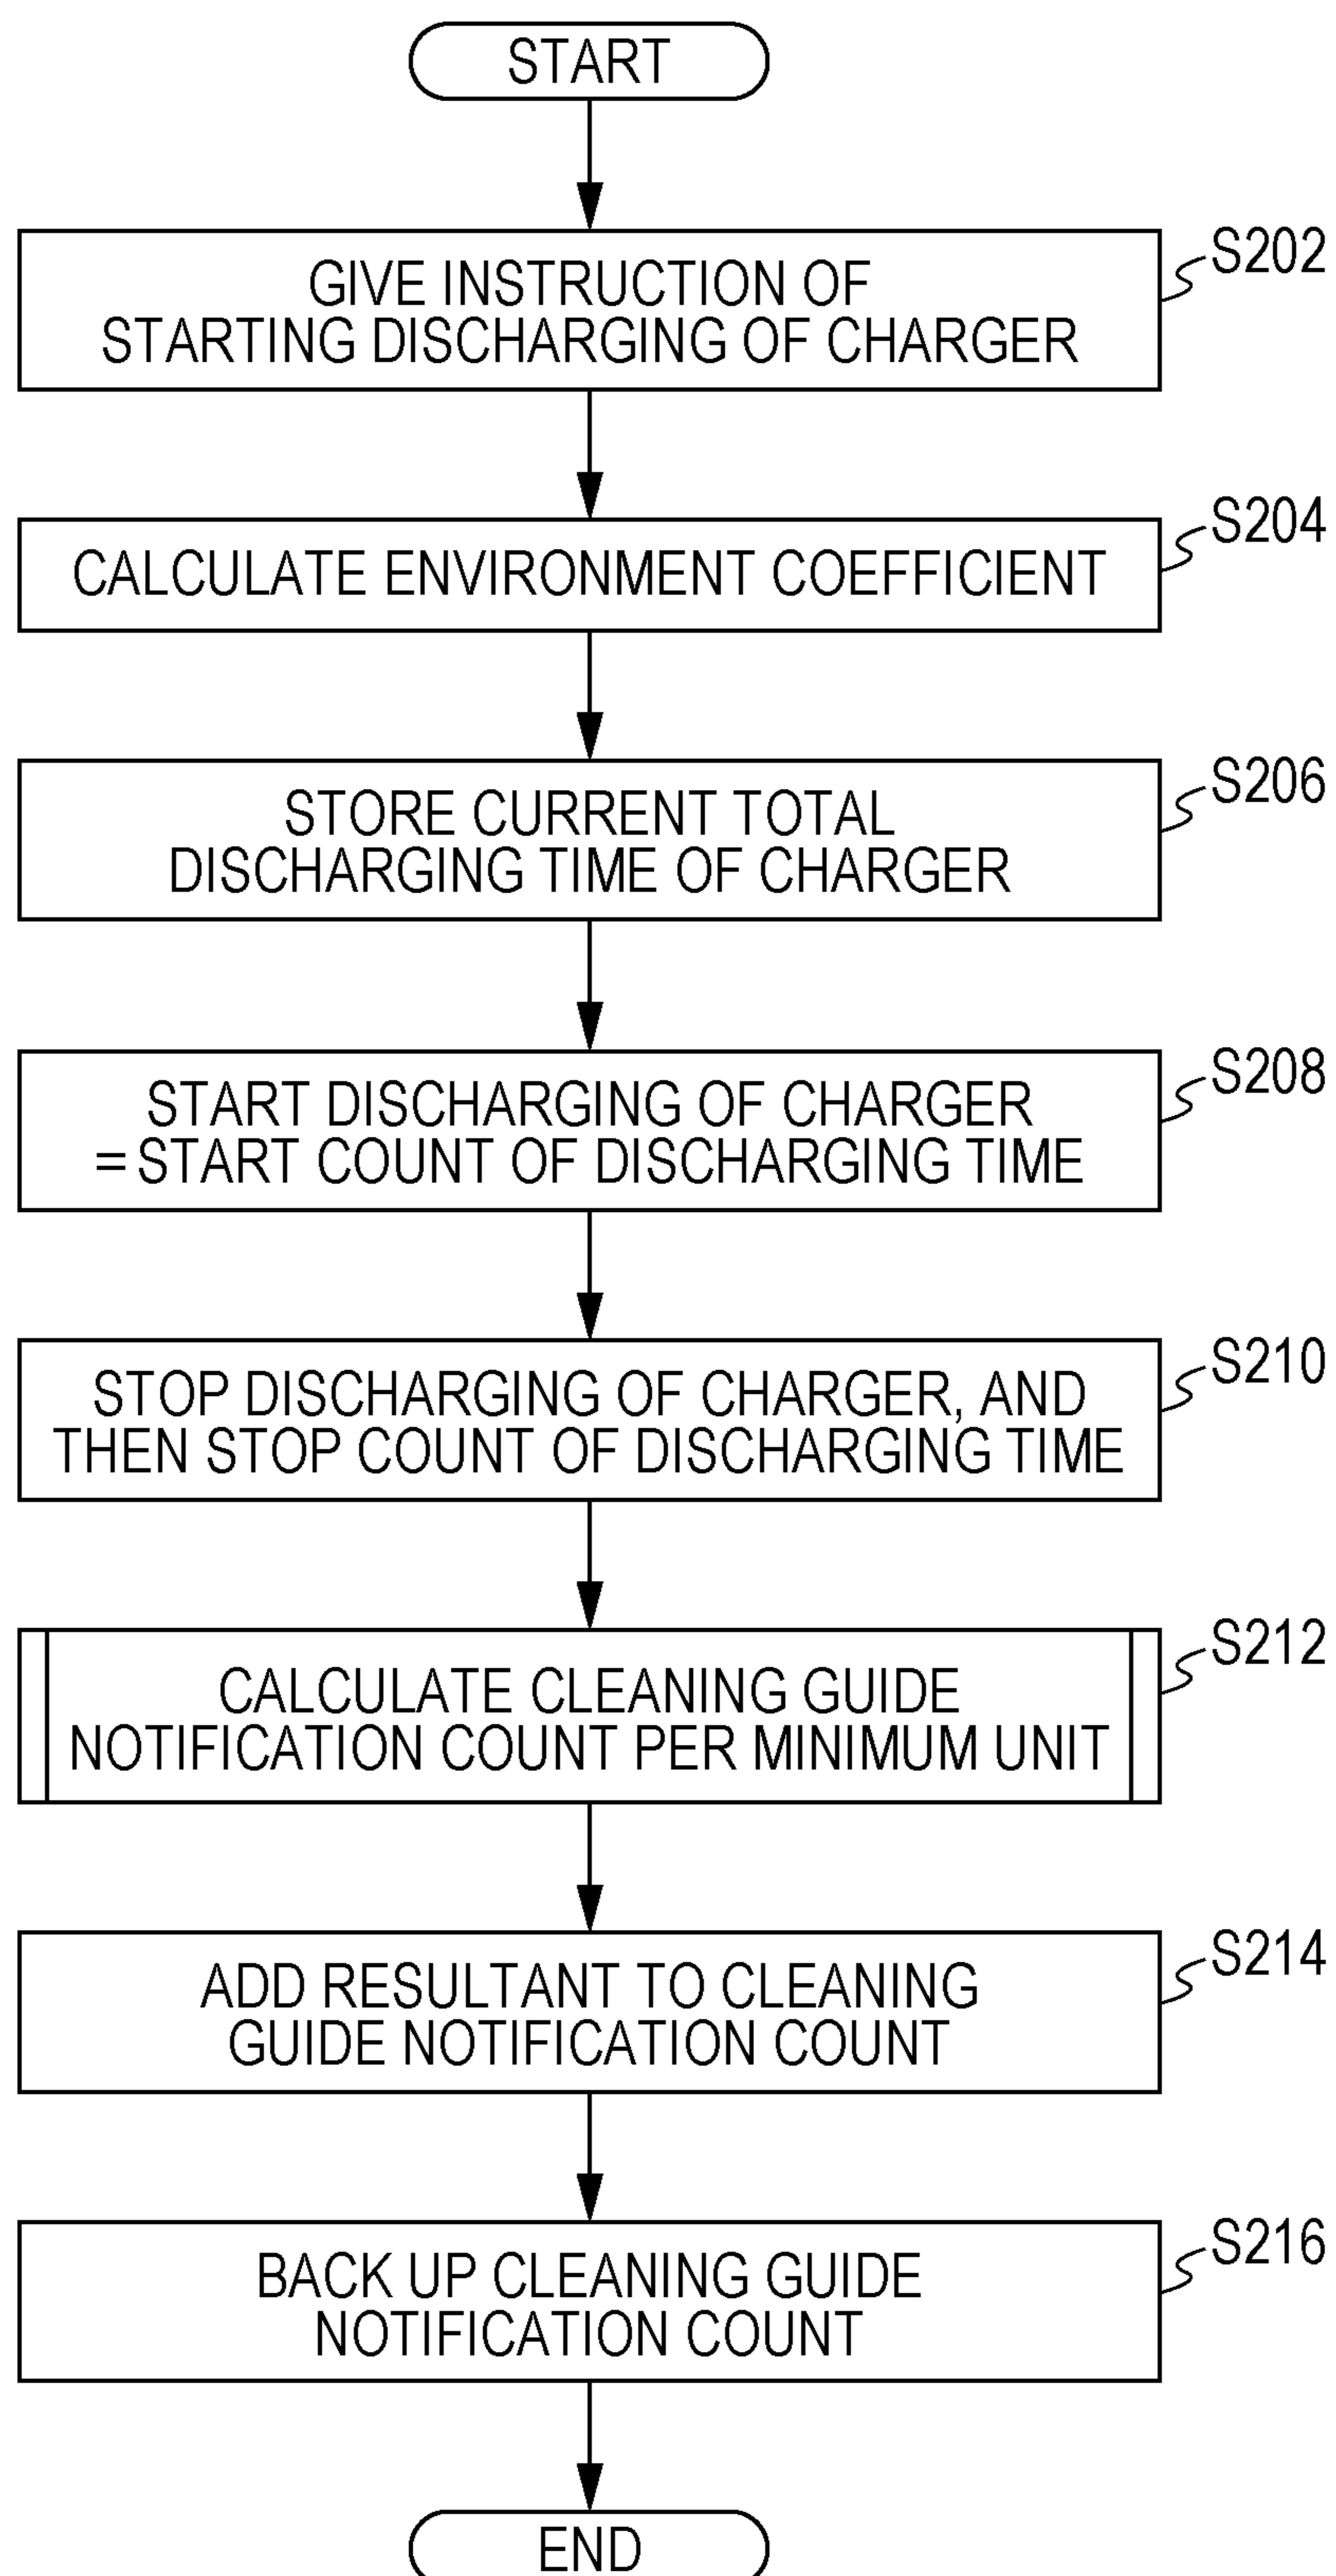 START
GIVE INSTRUCTION OF
STARTING DISCHARGING OF CHARGER
S202
CALCULATE ENVIRONMENT COEFFICIENT
S204
STORE CURRENT TOTAL
DISCHARGING TIME OF CHARGER
S206
START DISCHARGING OF CHARGER
= START COUNT OF DISCHARGING TIME
S208
STOP DISCHARGING OF CHARGER, AND
THEN STOP COUNT OF DISCHARGING TIME
S210
CALCULATE CLEANING GUIDE
NOTIFICATION COUNT PER MINIMUM UNIT
S212
ADD RESULTANT TO CLEANING
GUIDE NOTIFICATION COUNT
S214
BACK UP CLEANING GUIDE
NOTIFICATION COUNT
S216
END